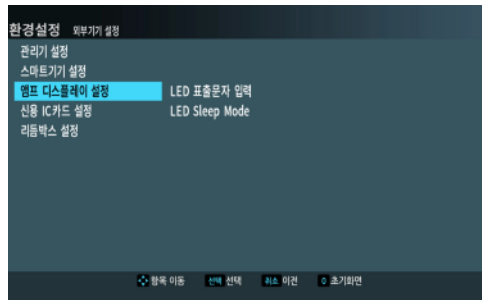 환경설정 외부기기 설정
관리기 설정
스마트기기 설정
앰프 디스플레이 설정 LED 표출문자 입력
신용 IC카드 설정 LED Sleep Mode
리듬박스 설정
항목 이동 선택 선택 취소 이전 0 초기화면